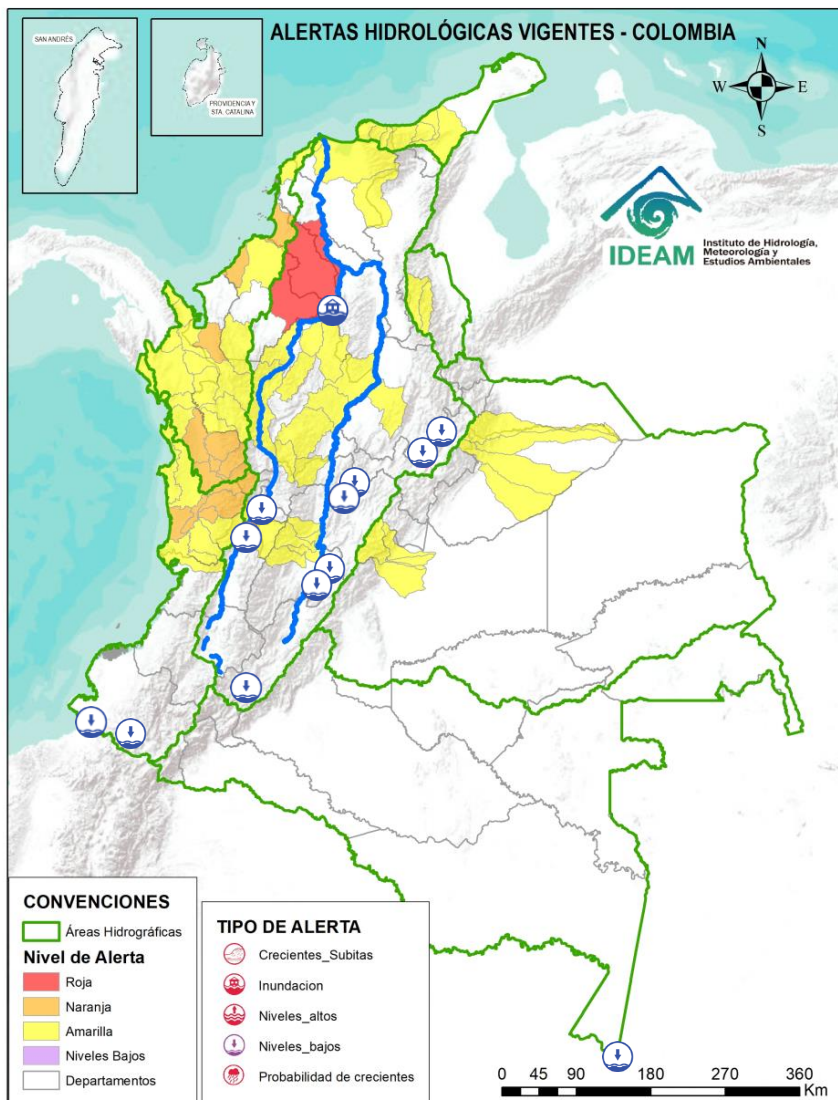 ALERTAS HIDROLÓGICAS VIGENTES - COLOMBIA
SAN ANDRÉS
PROVIDENCIA Y
STA. CATALINA
N
W
E
S
IDEAM
Instituto de Hidrología,
Meteorología y
Estudios Ambientales
CONVENCIONES
Áreas Hidrográficas
Nivel de Alerta
Roja
Naranja
Amarilla
Niveles Bajos
Departamentos
TIPO DE ALERTA
Crecientes_Subitas
Inundacion
Niveles_altos
Niveles_bajos
Probabilidad de crecientes
0 45 90 180 270 360
Km